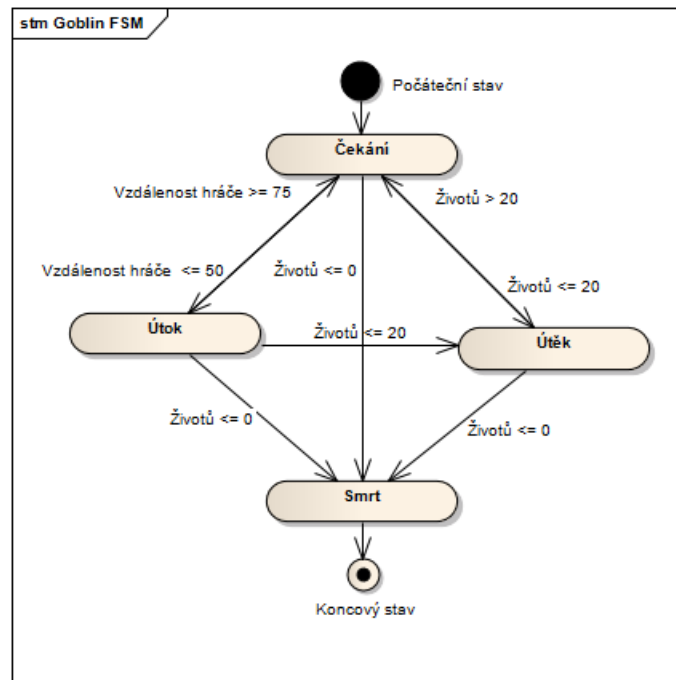 stm Goblin FSM
Počáteční stav
Čekání
Vzdálenost hráče >= 75
Životů > 20
Vzdálenost hráče <= 50
Životů <= 0
Životů <= 20
Útok
Životů <= 20
Útěk
Životů <= 0
Životů <= 0
Smrt
Koncový stav